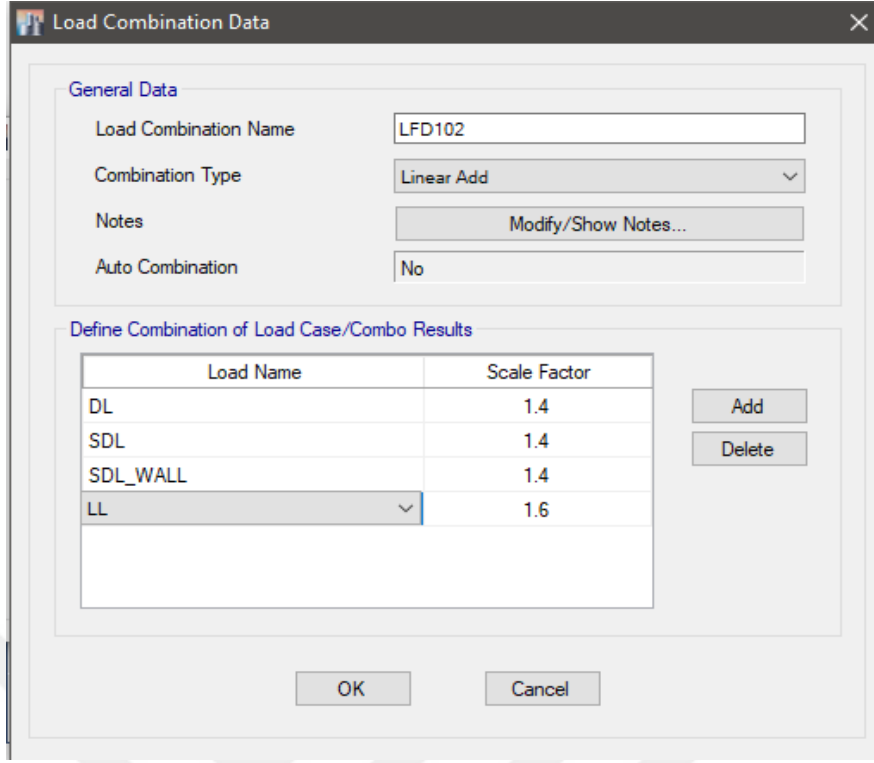 Load Combination Data
General Data
Load Combination Name LFD102
Combination Type Linear Add
Notes Modify/Show Notes...
Auto Combination No
Define Combination of Load Case/Combo Results
Load Name Scale Factor
DL 1.4
SDL 1.4
SDL_WALL 1.4
LL 1.6
Add
Delete
OK Cancel